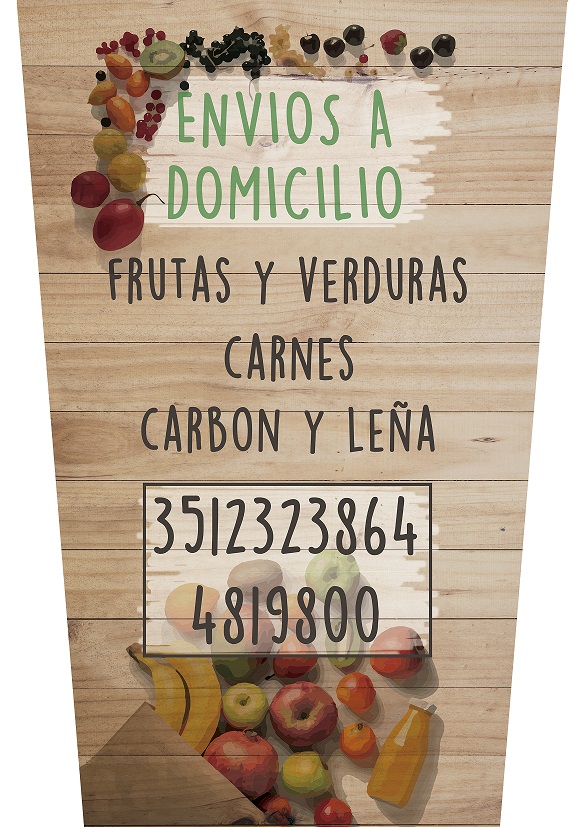 ENVIOS A
DOMICILIO
FRUTAS Y VERDURAS
CARNES
CARBON Y LEÑA
3512323864
4819800